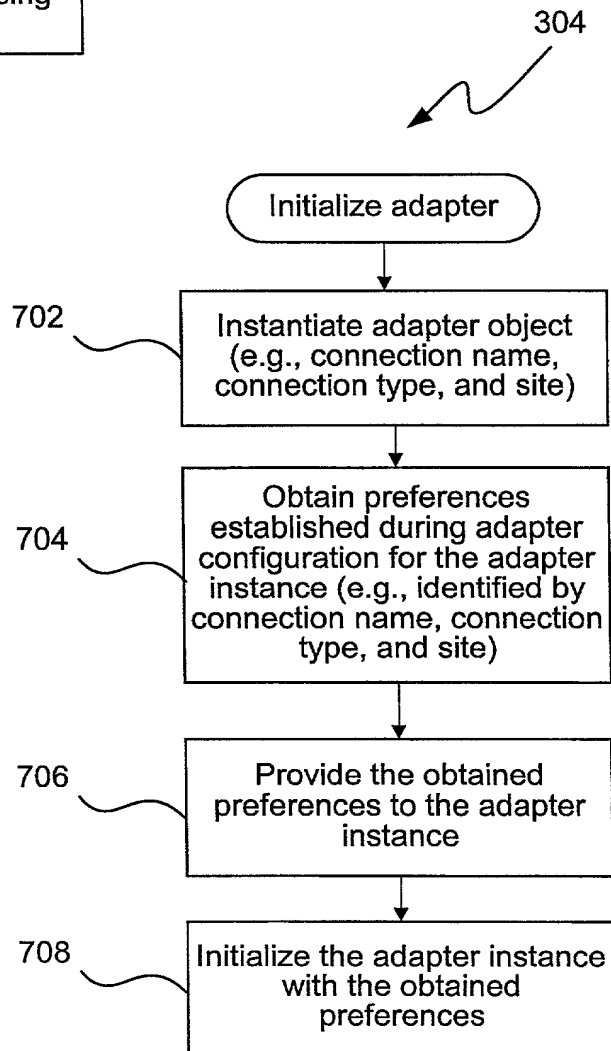 304
Initialize adapter
702
Instantiate adapter object
(e.g., connection name,
connection type, and site)
704
Obtain preferences
established during adapter
configuration for the adapter
instance (e.g., identified by
connection name, connection
type, and site)
706
Provide the obtained
preferences to the adapter
instance
708
Initialize the adapter instance
with the obtained
preferences